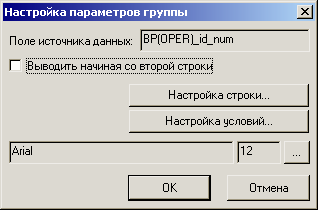 Настройка параметров группы
Поле источника данных: BP(OPER)_id_num
Выводить начиная со второй строки
Настройка строки...
Настройка условий...
Arial 12 ...
OK Отмена